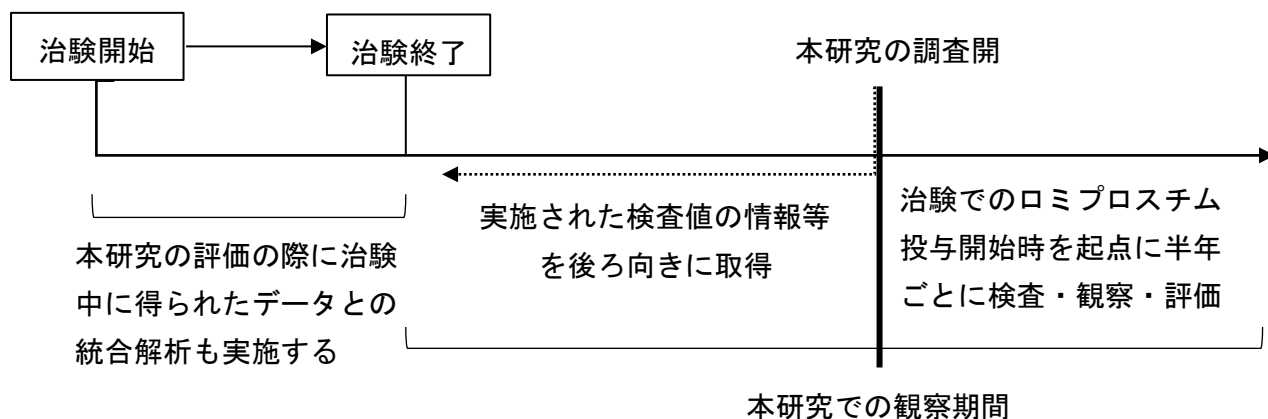 治験開始
治験終了
本研究の調査開
実施された検査値の情報等
を後ろ向きに取得
治験でのロミプロスチム
投与開始時を起点に半年
ごとに検査・観察・評価
本研究の評価の際に治験
中に得られたデータとの
統合解析も実施する
本研究での観察期間